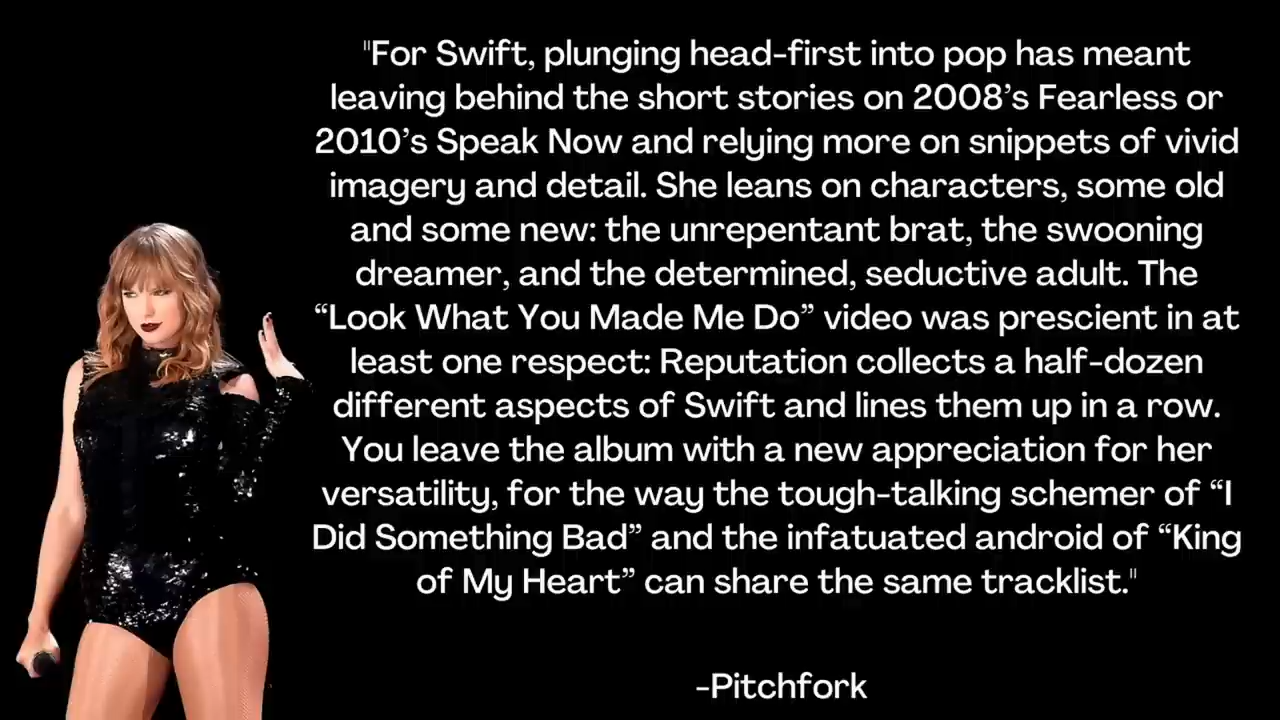 "For Swift, plunging head-first into pop has meant
leaving behind the short stories on 2008’s Fearless or
2010’s Speak Now and relying more on snippets of vivid
imagery and detail. She leans on characters, some old
and some new: the unrepentant brat, the swooning
dreamer, and the determined, seductive adult. The
“Look What You Made Me Do” video was prescient in at
least one respect: Reputation collects a half-dozen
different aspects of Swift and lines them up in a row.
You leave the album with a new appreciation for her
versatility, for the way the tough-talking schemer of “I
Did Something Bad” and the infatuated android of “King
of My Heart” can share the same tracklist."
-Pitchfork